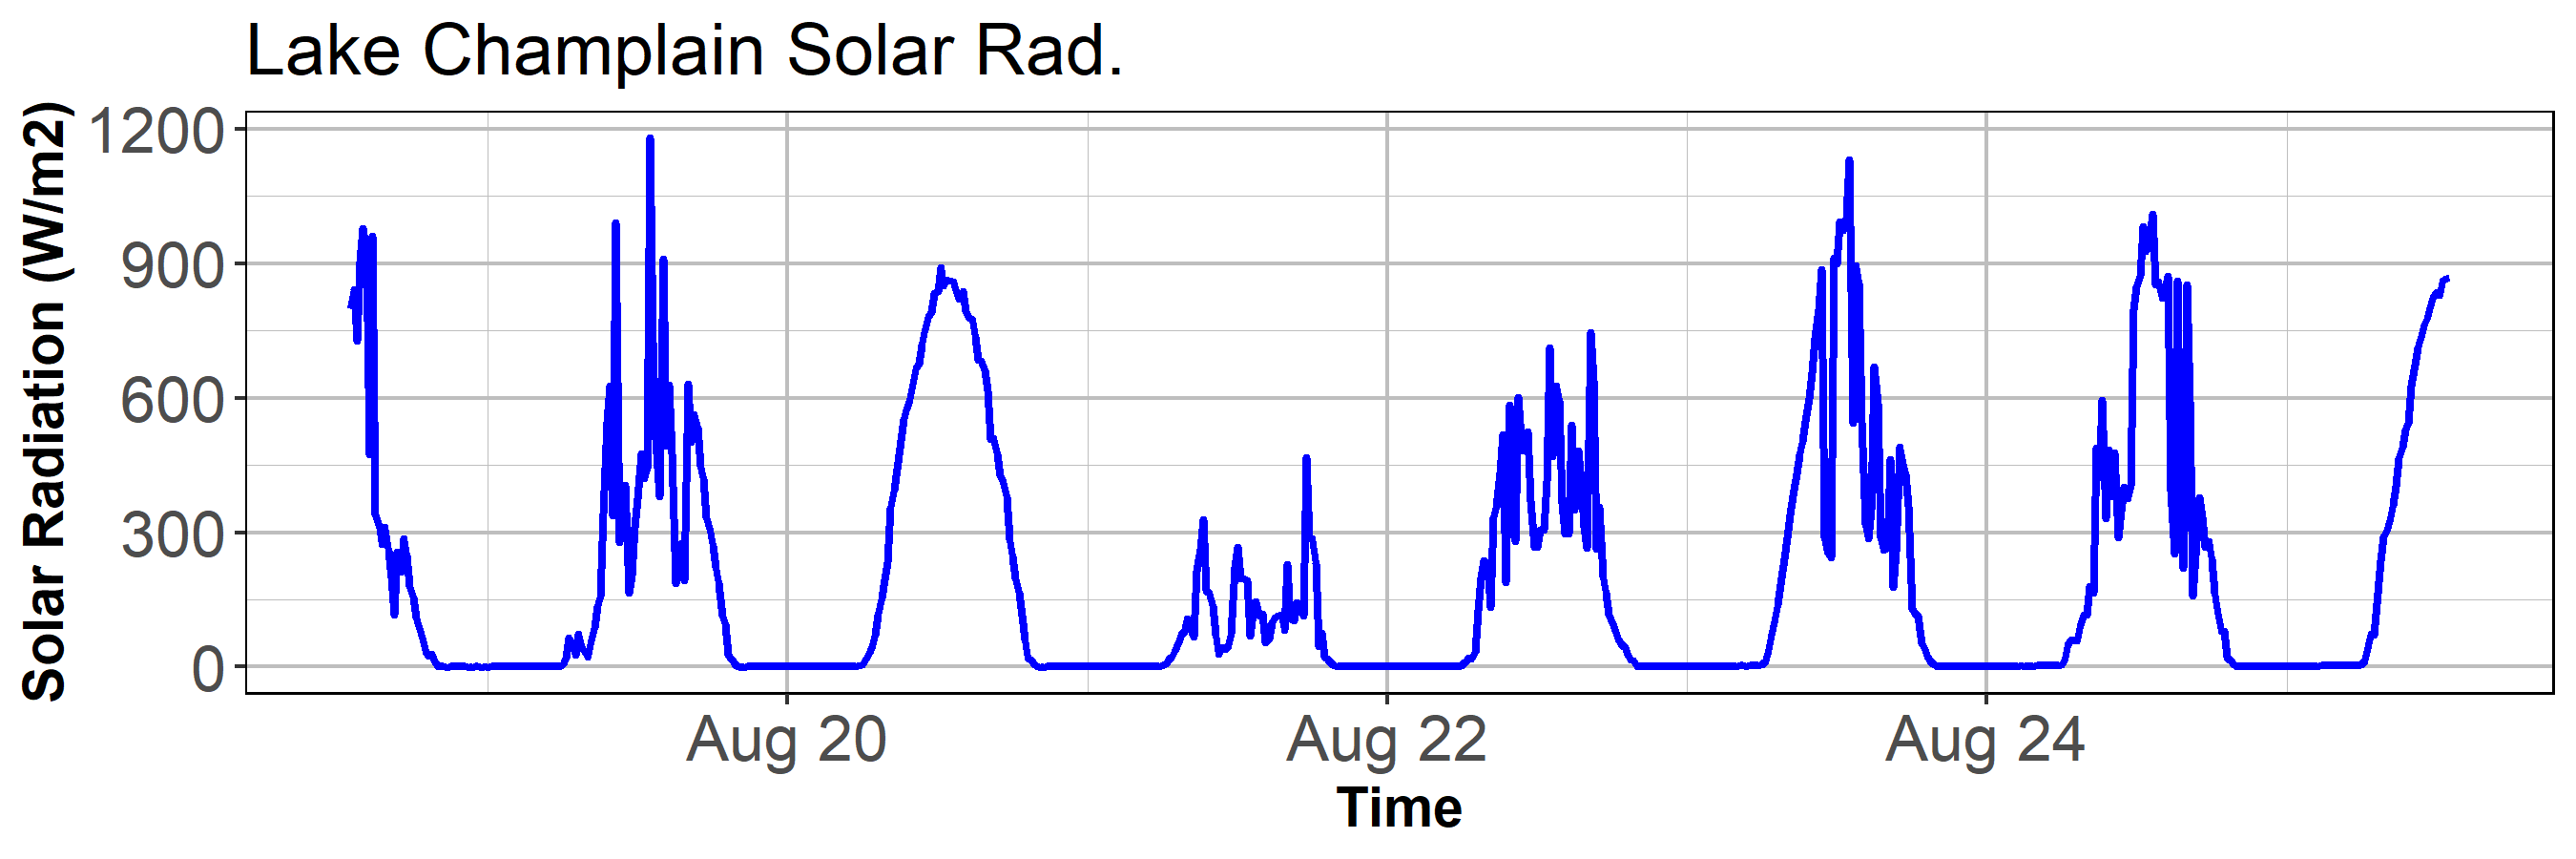 Lake Champlain Solar Rad.
Solar Radiation (W/m2)
1200
900
600
300
0
Aug 20
Aug 22
Aug 24
Time